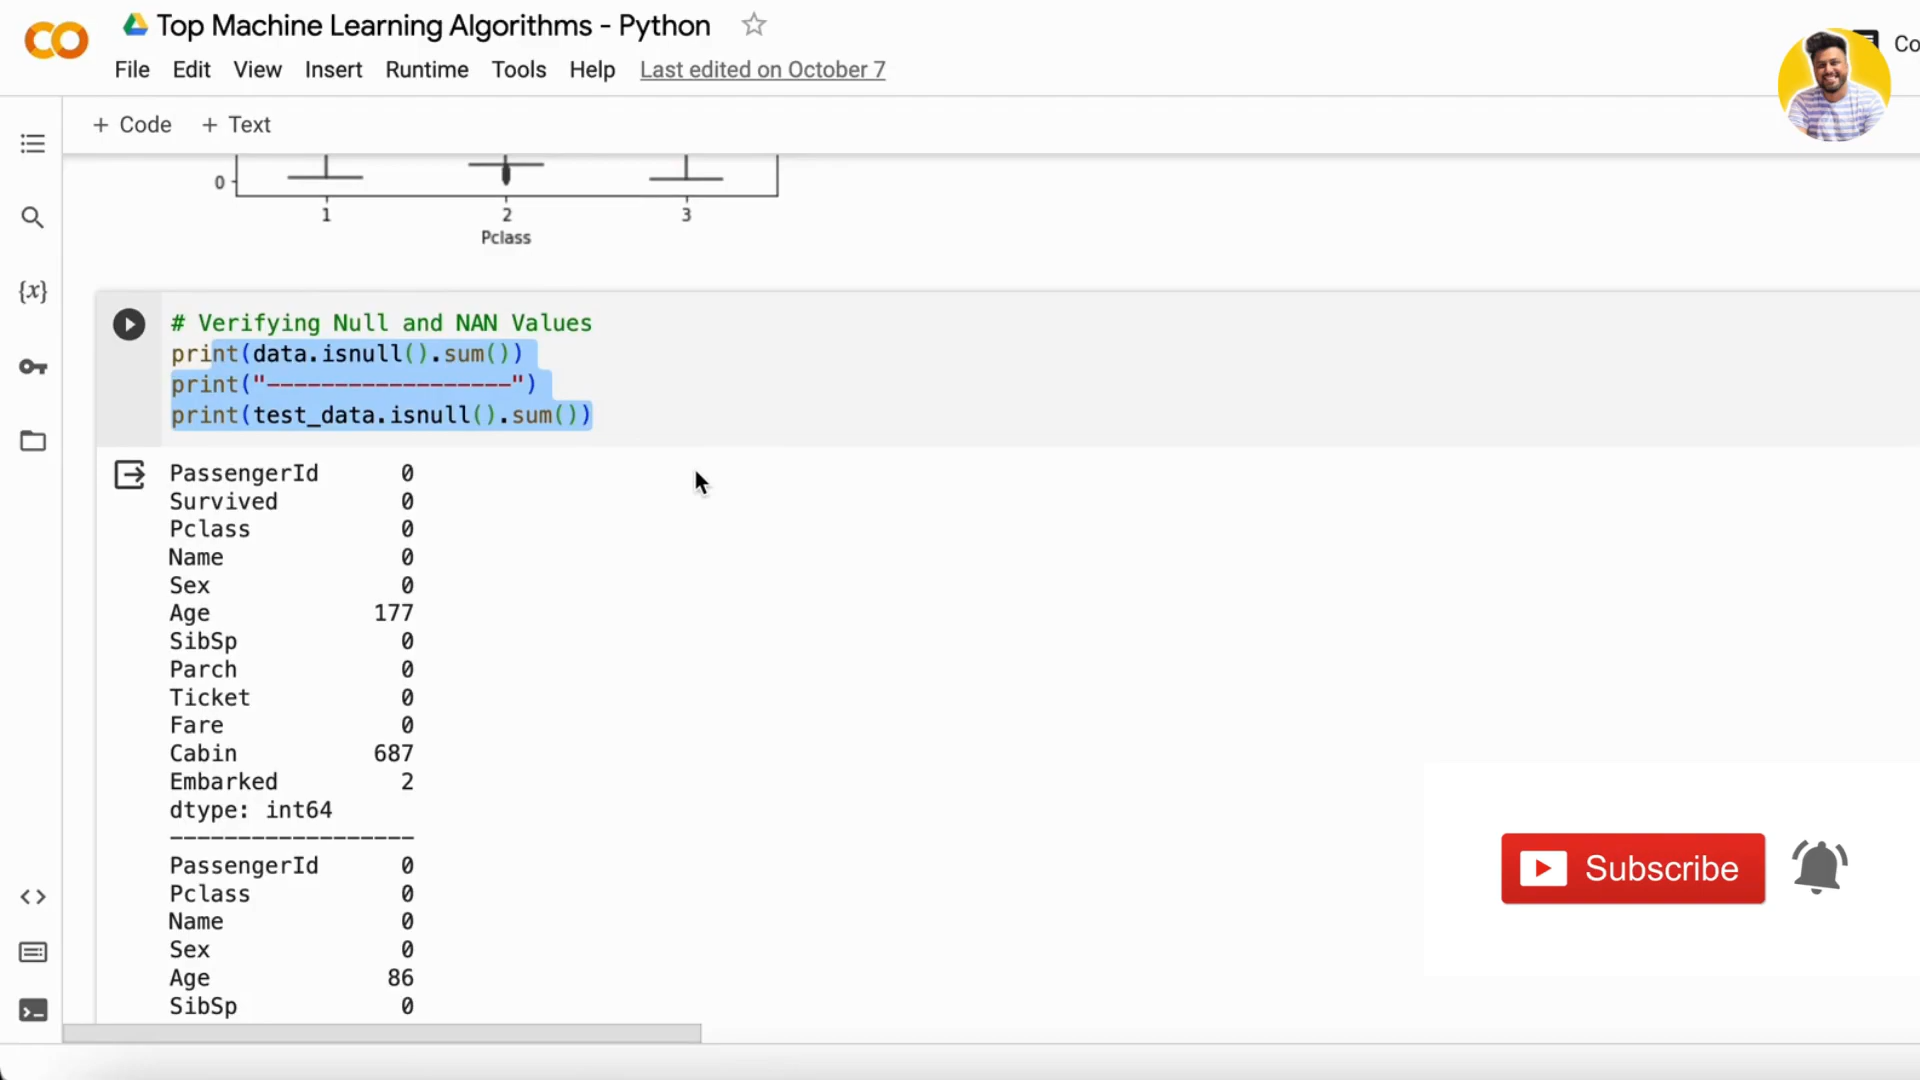 Top Machine Learning Algorithms - Python
File Edit View Insert Runtime Tools Help Last edited on October 7
Co
+ Code + Text
0
1 2 3
Pclass
{x}
# Verifying Null and NAN Values
print(data.isnull().sum())
print("------------------")
print(test_data.isnull().sum())
PassengerId 0
Survived 0
Pclass 0
Name 0
Sex 0
Age 177
SibSp 0
Parch 0
Ticket 0
Fare 0
Cabin 687
Embarked 2
dtype: int64
------------------
PassengerId 0
Pclass 0
Name 0
Sex 0
Age 86
SibSp 0
Subscribe